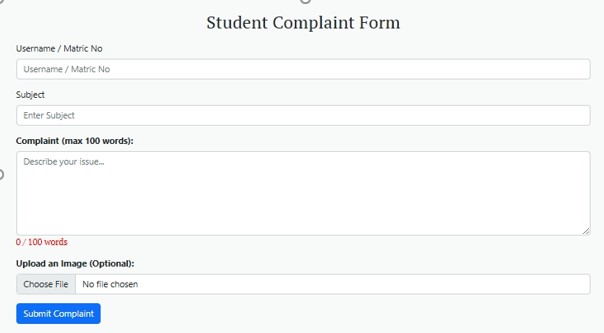 Student Complaint Form
Username / Matric No
Username / Matric No
Subject
Enter Subject
Complaint (max 100 words):
Describe your issue...
0 / 100 words
Upload an Image (Optional):
Choose File No file chosen
Submit Complaint